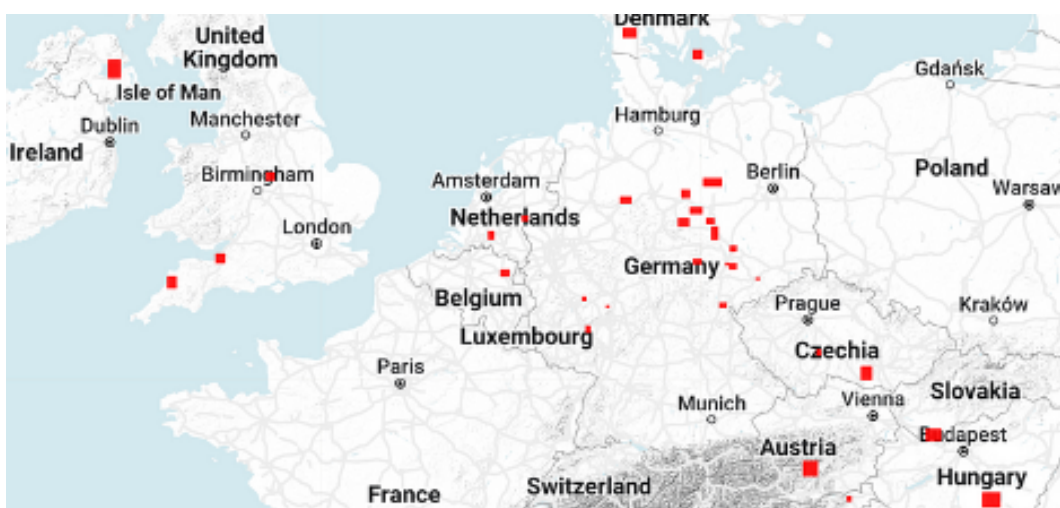 Denmark
United
Kingdom
Gdańsk
Isle of Man
Hamburg
Manchester
Dublin
Ireland
Birmingham
Berlin
Poland
Amsterdam
Warsaw
Netherlands
London
Germany
Belgium
Prague
Kraków
Luxembourg
Czechia
Paris
Slovakia
Munich
Vienna
Budapest
Austria
Hungary
Switzerland
France